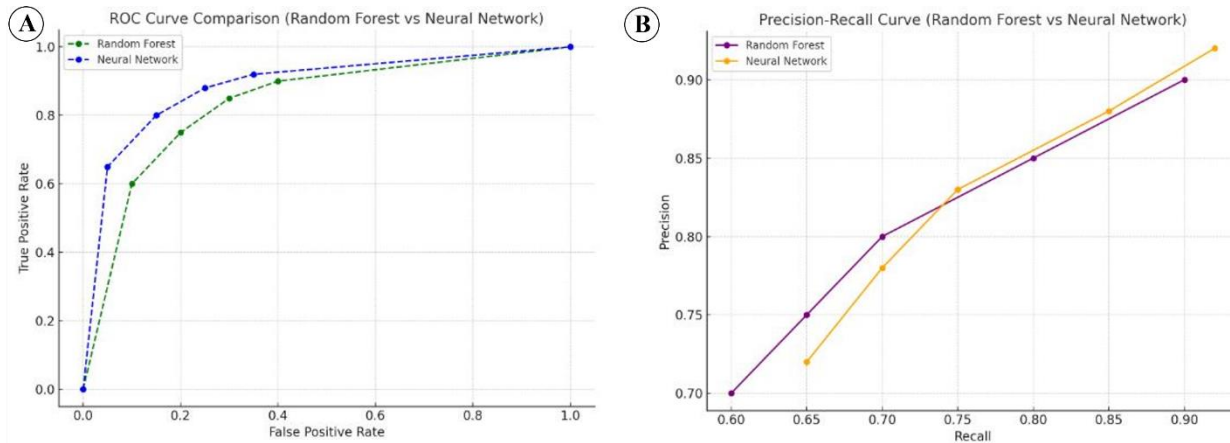 A
ROC Curve Comparison (Random Forest vs Neural Network)
Random Forest
Neural Network
True Positive Rate
1.0
0.8
0.6
0.4
0.2
0.0
0.0 0.2 0.4 0.6 0.8 1.0
False Positive Rate
B
Precision-Recall Curve (Random Forest vs Neural Network)
Random Forest
Neural Network
Precision
0.90
0.85
0.80
0.75
0.70
0.60 0.65 0.70 0.75 0.80 0.85 0.90
Recall